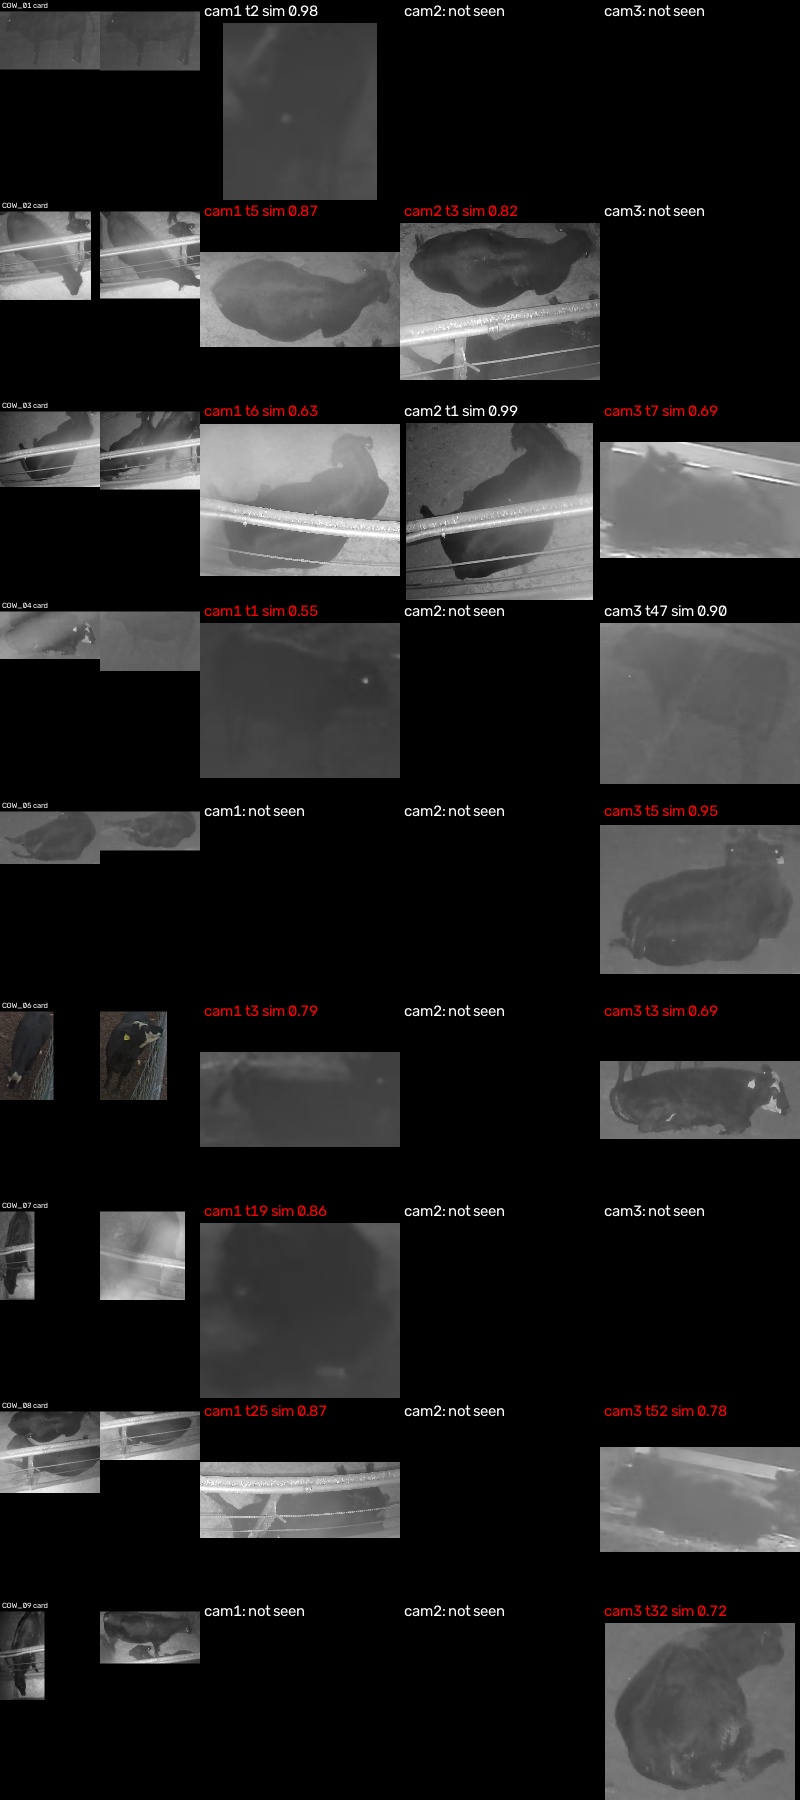 COW_01 card
cam1 t2 sim 0.98
cam2: not seen
cam3: not seen
COW_02 card
cam1 t5 sim 0.87
cam2 t3 sim 0.82
cam3: not seen
COW_03 card
cam1 t6 sim 0.63
cam2 t1 sim 0.99
cam3 t7 sim 0.69
COW_04 card
cam1 t1 sim 0.55
cam2: not seen
cam3 t47 sim 0.90
COW_05 card
cam1: not seen
cam2: not seen
cam3 t5 sim 0.95
COW_06 card
cam1 t3 sim 0.79
cam2: not seen
cam3 t3 sim 0.69
COW_07 card
cam1 t19 sim 0.86
cam2: not seen
cam3: not seen
COW_08 card
cam1 t25 sim 0.87
cam2: not seen
cam3 t52 sim 0.78
COW_09 card
cam1: not seen
cam2: not seen
cam3 t32 sim 0.72